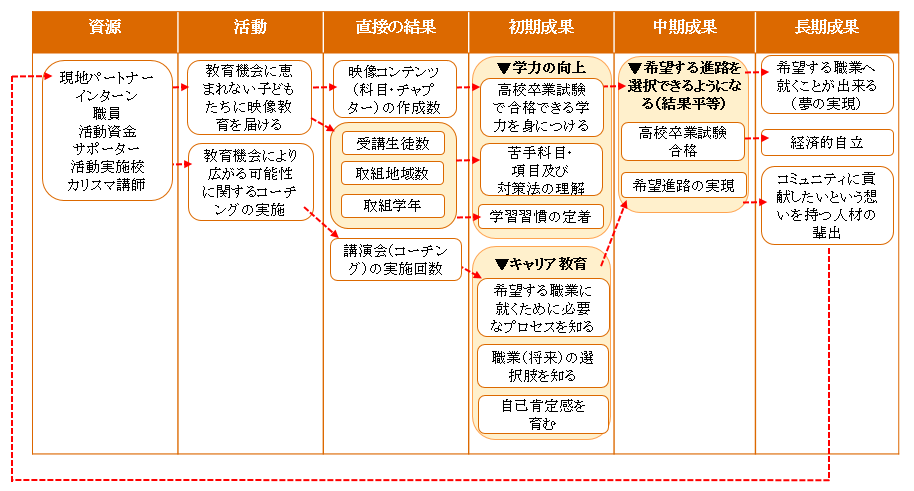 資源
活動
直接の結果
初期成果
中期成果
長期成果
現地パートナー
インターン
職員
活動資金
サポーター
活動実施校
カリスマ講師
教育機会に恵
まれない子ども
たちに映像教
育を届ける
教育機会により
広がる可能性
に関するコーチ
ングの実施
映像コンテンツ
(科目・チャプ
ター)の作成数
受講生徒数
取組地域数
取組学年
講演会(コーチン
グ)の実施回数
▼学力の向上
高校卒業試験
で合格できる学
力を身につける
苦手科目・
項目及び
対策法の理解
学習習慣の定着
▼キャリア教育
希望する職業に
就くために必要
なプロセスを知る
職業(将来)の選
択肢を知る
自己肯定感を
育む
▼希望する進路を
選択できるようにな
る(結果平等)
高校卒業試験
合格
希望進路の実現
希望する職業へ
就くことが出来る
(夢の実現)
経済的自立
コミュニティに貢
献したいという想
いを持つ人材の
輩出